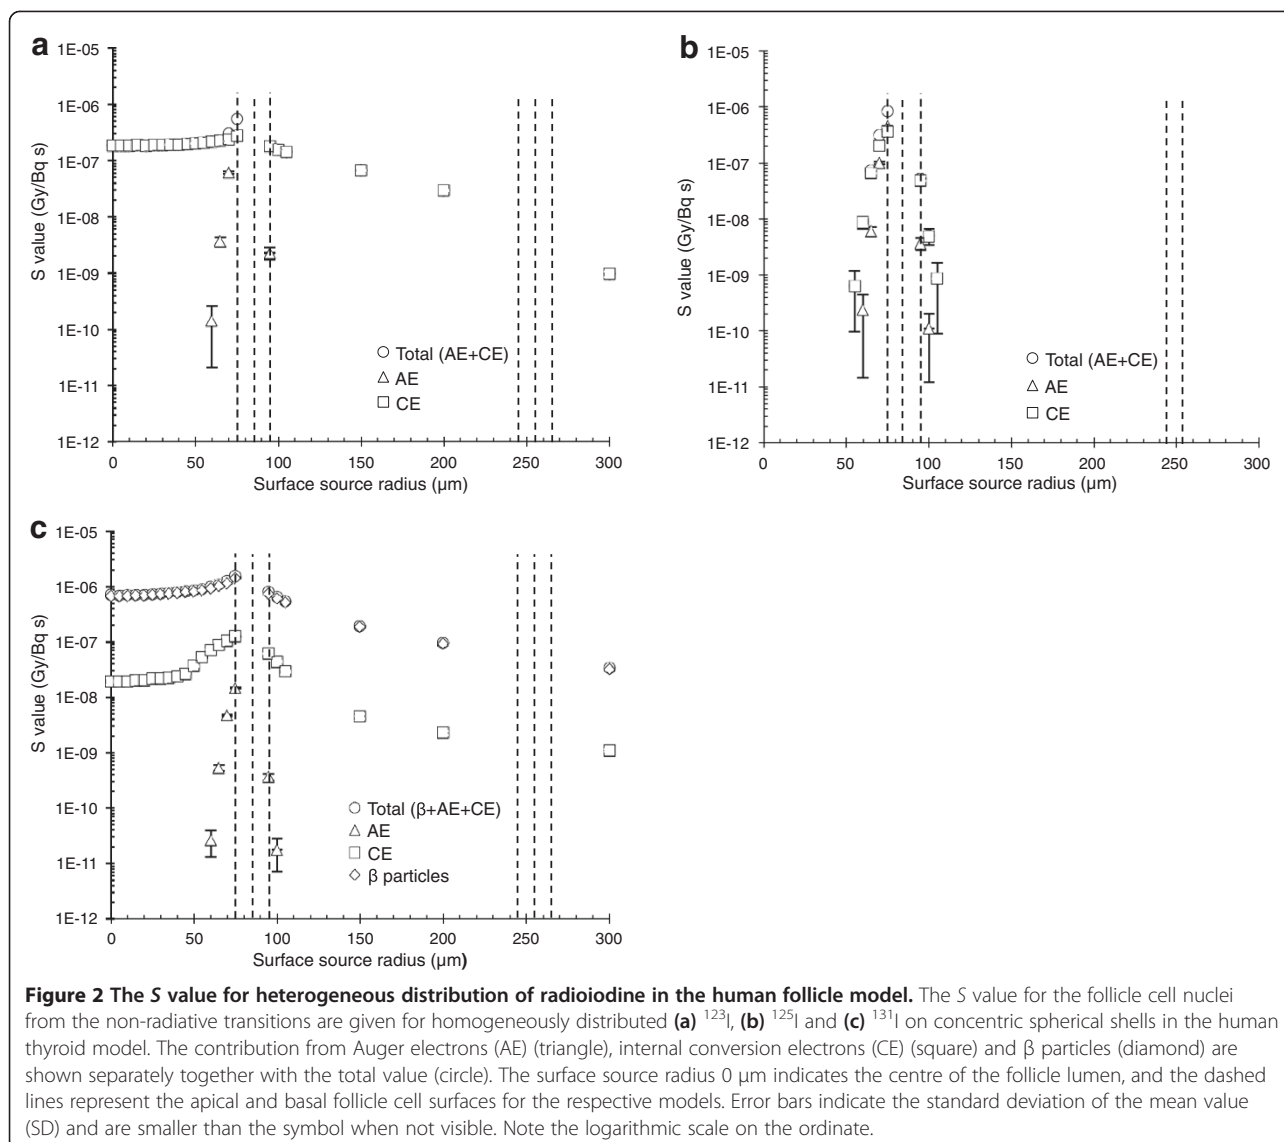 a
1E-05
1E-06
1E-07
1E-08
1E-09
1E-10
1E-11
1E-12
S value (Gy/Bq s)
0 50 100 150 200 250 300
Surface source radius (µm)
Total (AE+CE)
AE
CE
b
1E-05
1E-06
1E-07
1E-08
1E-09
1E-10
1E-11
1E-12
S value (Gy/Bq s)
0 50 100 150 200 250 300
Surface source radius (µm)
Total (AE+CE)
AE
CE
c
1E-05
1E-06
1E-07
1E-08
1E-09
1E-10
1E-11
1E-12
S value (Gy/Bq s)
0 50 100 150 200 250 300
Surface source radius (µm)
Total (β+AE+CE)
AE
CE
β particles
Figure 2 The S value for heterogeneous distribution of radioiodine in the human follicle model. The S value for the follicle cell nuclei
from the non-radiative transitions are given for homogeneously distributed (a) ¹²³I, (b) ¹²⁵I and (c) ¹³¹I on concentric spherical shells in the human
thyroid model. The contribution from Auger electrons (AE) (triangle), internal conversion electrons (CE) (square) and β particles (diamond) are
shown separately together with the total value (circle). The surface source radius 0 µm indicates the centre of the follicle lumen, and the dashed
lines represent the apical and basal follicle cell surfaces for the respective models. Error bars indicate the standard deviation of the mean value
(SD) and are smaller than the symbol when not visible. Note the logarithmic scale on the ordinate.